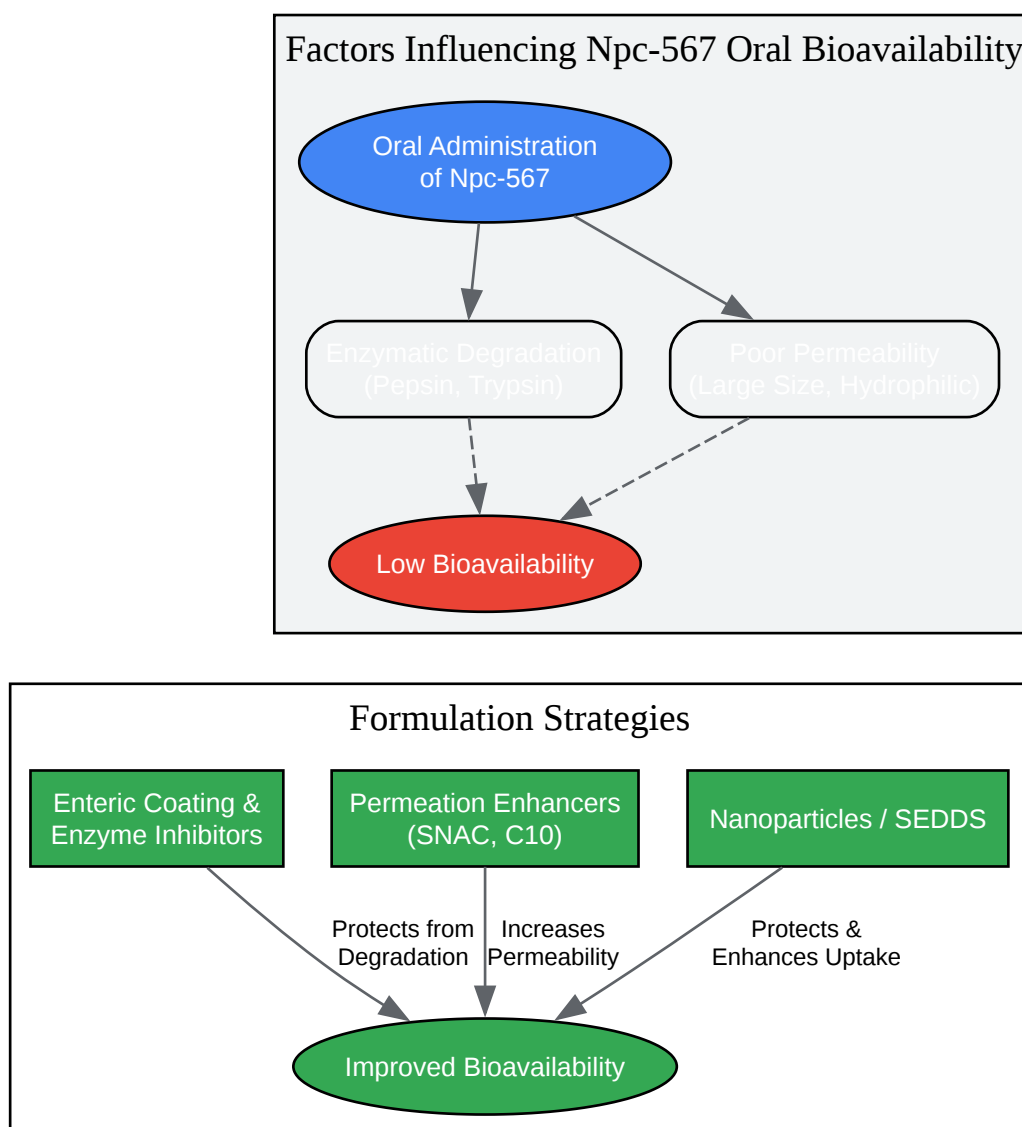 Factors Influencing Npc-567 Oral Bioavailability
Oral Administration
of Npc-567
Enzymatic Degradation
(Pepsin, Trypsin)
Poor Permeability
(Large Size, Hydrophilic)
Low Bioavailability
Formulation Strategies
Enteric Coating &
Enzyme Inhibitors
Permeation Enhancers
(SNAC, C10)
Nanoparticles / SEDDS
Protects from
Degradation
Increases
Permeability
Protects &
Enhances Uptake
Improved Bioavailability